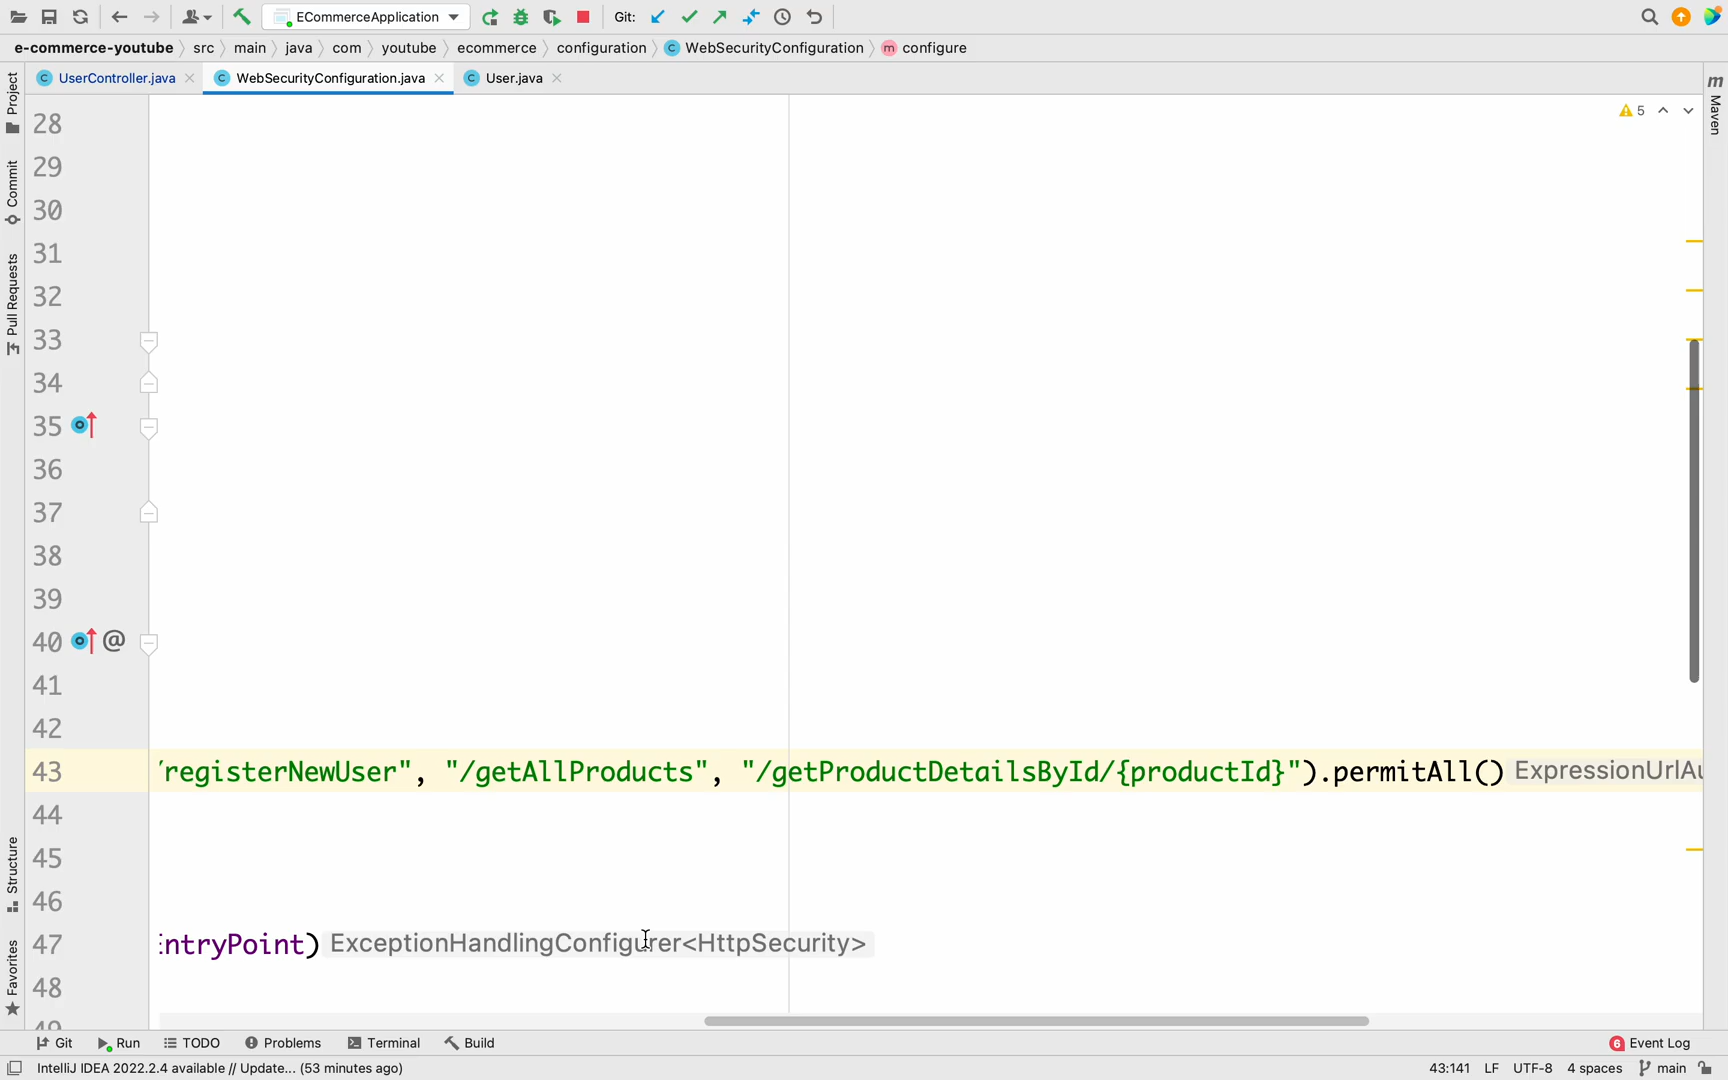 ECommerceApplication Git:
e-commerce-youtube src main java com youtube ecommerce configuration WebSecurityConfiguration m configure
UserController.java WebSecurityConfiguration.java User.java
Project
Commit
Pull Requests
Structure
Favorites
m
Maven
5
28
29
30
31
32
33
34
35
36
37
38
39
40 @
41
42
43 registerNewUser", "/getAllProducts", "/getProductDetailsById/{productId}").permitAll() ExpressionUrlAu
44
45
46
47 EntryPoint) ExceptionHandlingConfigurer<HttpSecurity>
48
49
Git Run TODO Problems Terminal Build 6 Event Log
IntelliJ IDEA 2022.2.4 available // Update... (53 minutes ago) 43:141 LF UTF-8 4 spaces main